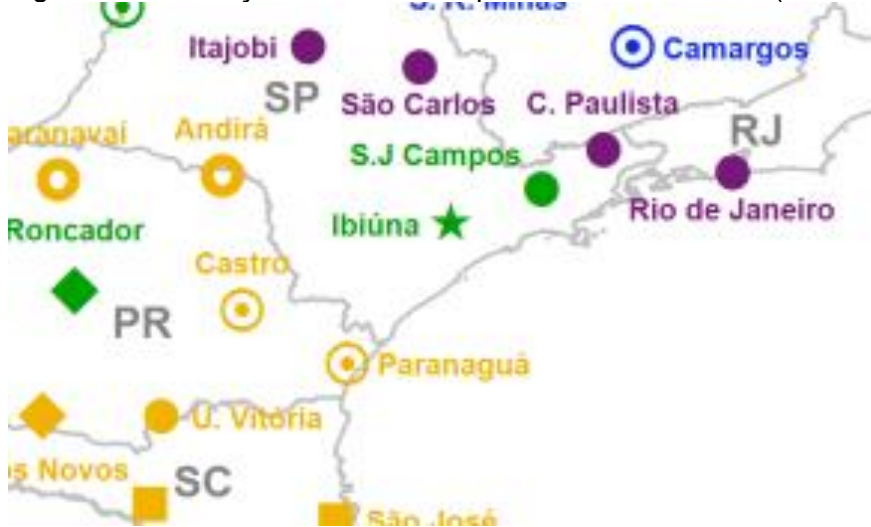 Itajobi
Camargos
SP
São Carlos
C. Paulista
RJ
Andirá
S.J Campos
Rio de Janeiro
Roncador
Ibiúna
Castro
PR
Paranaguá
U. Vitória
Novos
SC
São José